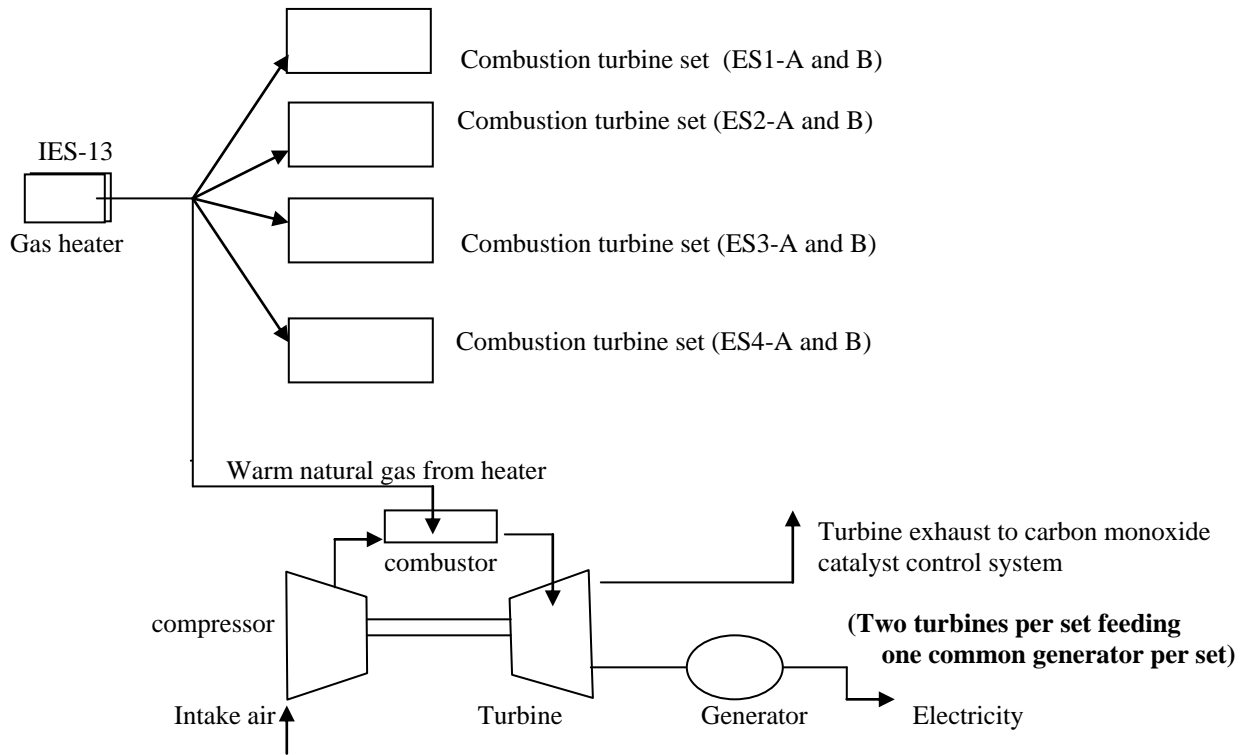 Combustion turbine set (ES1-A and B)
Combustion turbine set (ES2-A and B)
IES-13
Gas heater
Combustion turbine set (ES3-A and B)
Combustion turbine set (ES4-A and B)
Warm natural gas from heater
combustor
Turbine exhaust to carbon monoxide
catalyst control system
compressor
(Two turbines per set feeding
one common generator per set)
Intake air
Turbine
Generator
Electricity